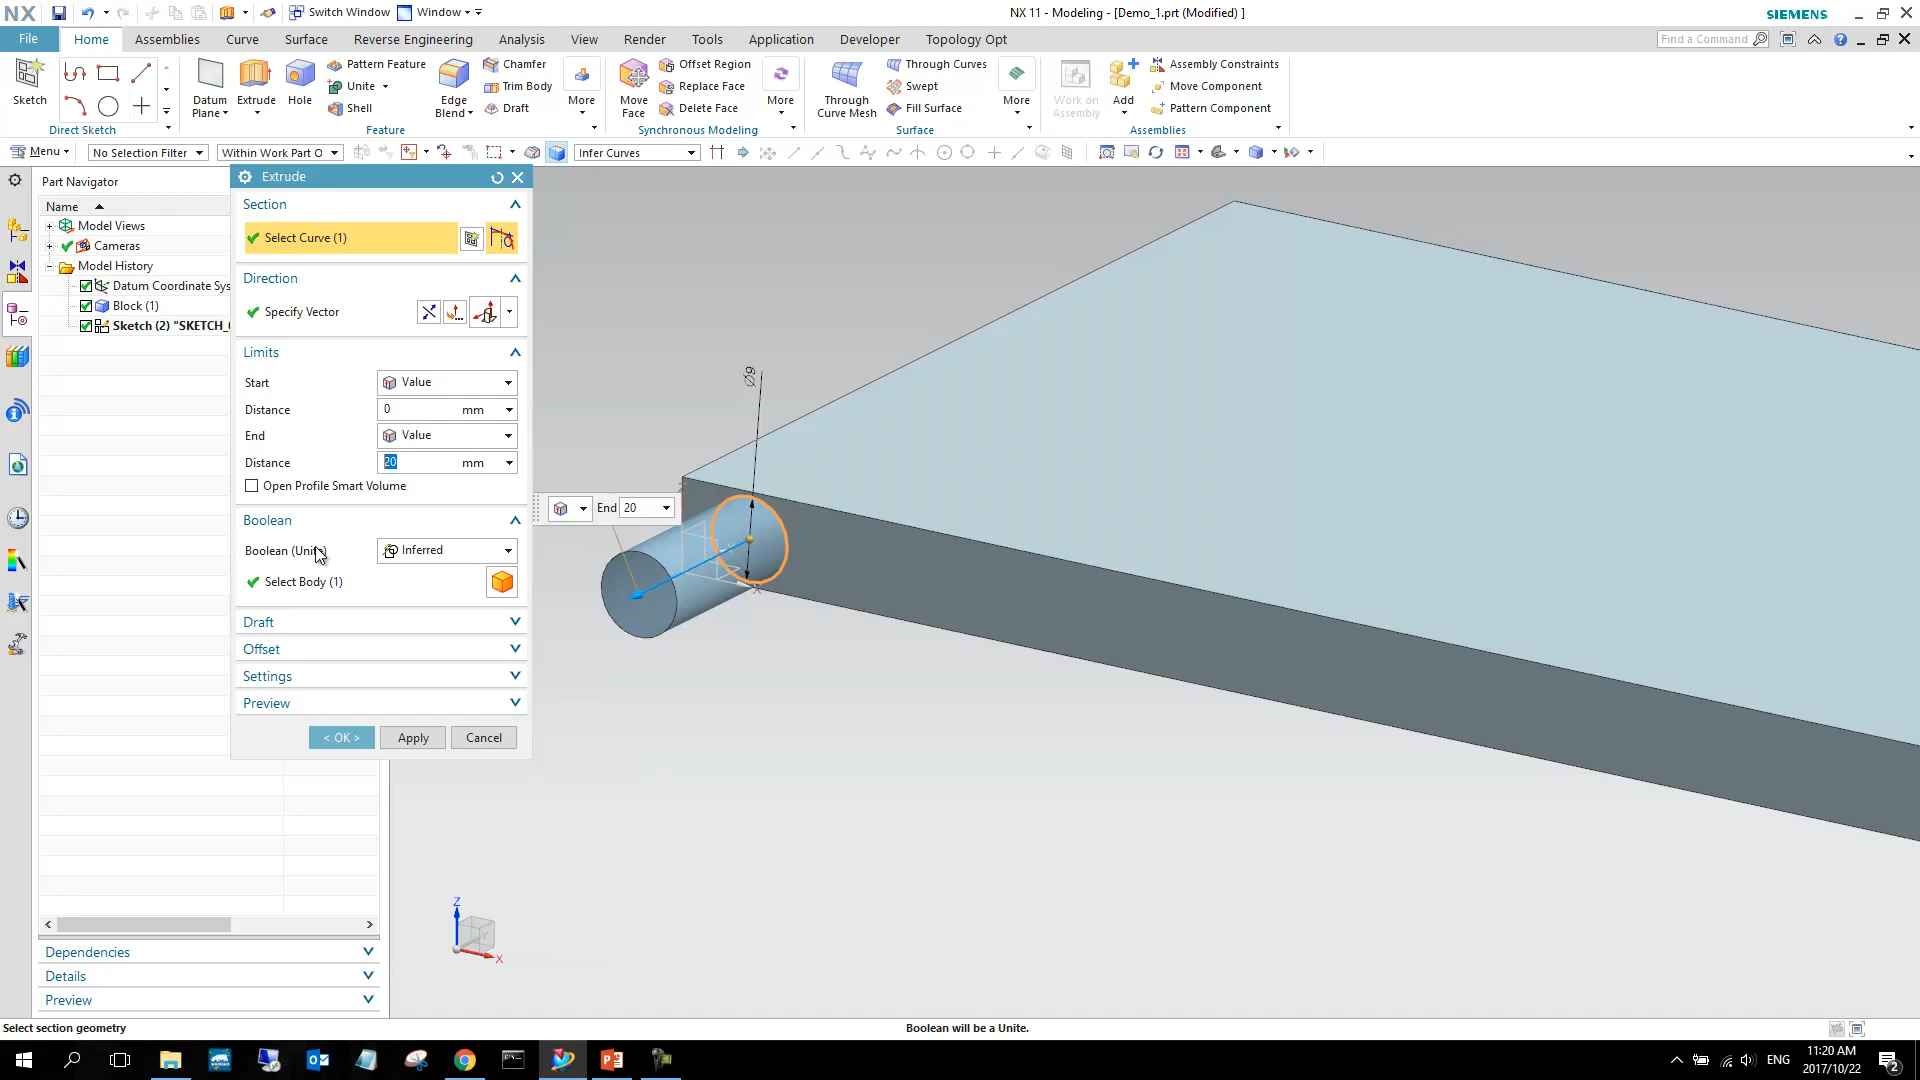 NX
Switch Window
Window
NX 11 - Modeling - [Demo_1.prt (Modified) ]
SIEMENS
File
Home
Assemblies
Curve
Surface
Reverse Engineering
Analysis
View
Render
Tools
Application
Developer
Topology Opt
Find a Command
Sketch
Direct Sketch
Datum
Plane
Extrude
Hole
Pattern Feature
Unite
Shell
Edge
Blend
Chamfer
Trim Body
Draft
More
Feature
Move
Face
Offset Region
Replace Face
Delete Face
More
Synchronous Modeling
Through
Curve Mesh
Through Curves
Swept
Fill Surface
More
Surface
Work on
Assembly
Add
Assembly Constraints
Move Component
Pattern Component
Assemblies
Menu
No Selection Filter
Within Work Part O
Infer Curves
Part Navigator
Name
Model Views
Cameras
Model History
Datum Coordinate Sys
Block (1)
Sketch (2) "SKETCH_
Extrude
Section
Select Curve (1)
Direction
Specify Vector
Limits
Start
Value
Distance
0
mm
End
Value
Distance
20
mm
Open Profile Smart Volume
Boolean
Boolean (Unite)
Inferred
Select Body (1)
Draft
Offset
Settings
Preview
< OK >
Apply
Cancel
End
20
∅9
X
Z
Y
X
Dependencies
Details
Preview
Select section geometry
Boolean will be a Unite.
ENG
11:20 AM
2017/10/22
2